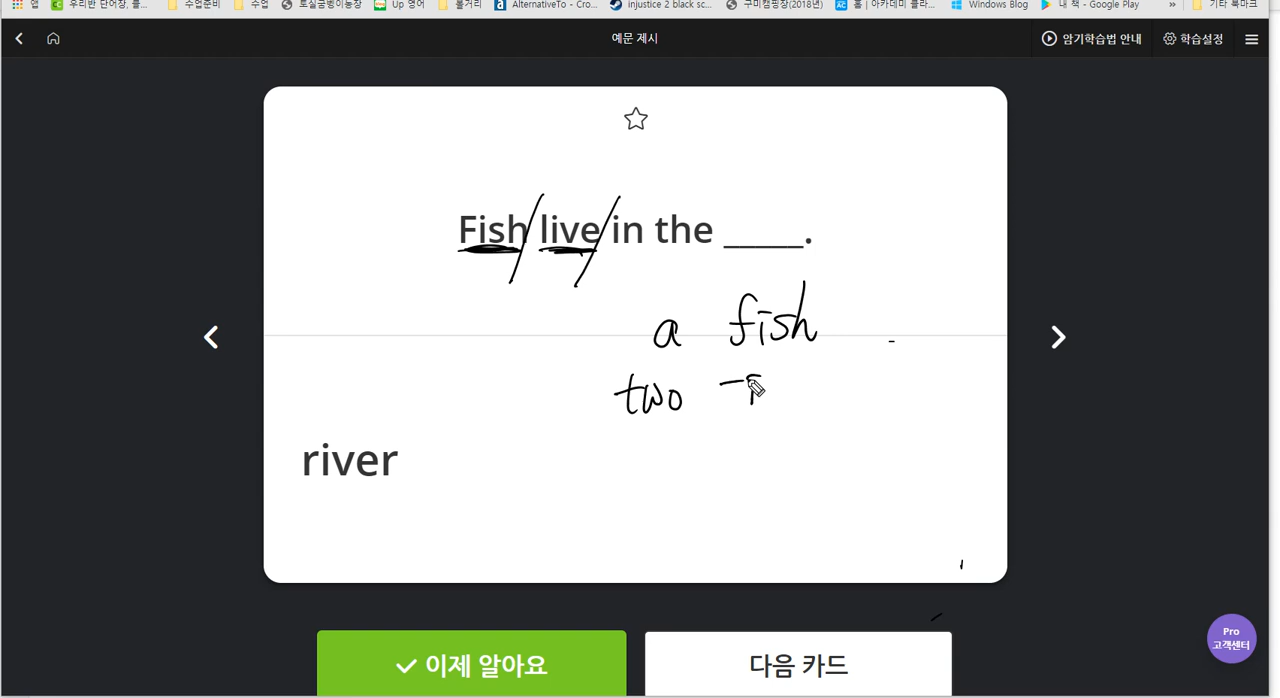 앱 우리반 단어장, 클... 수업준비 수업 토실금붕이농장 Up 영어 볼거리 AlternativeTo - Cro... injustice 2 black sc... 구미캠핑장(2018년) 홈 | 아카데미 클라... Windows Blog 내 책 - Google Play » 기타 북마크
예문 제시 암기학습법 안내 학습설정
Fish live in the _____.
a fish
two
river
이제 알아요 다음 카드
Pro
고객센터